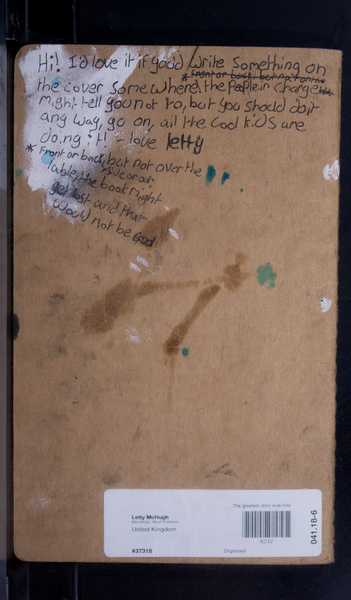 Hi! I'd love it if you'd write something on
* front or back, but not on the
the cover somewhere, the people in charge
might tell you not to, but you should do it
any way, go on, all the cool kids are
doing it! - love letty
* Front or back, but not over the
lable the book might
get lost and that
would not be good
The greatest story ever told
Letty McHugh
United Kingdom
6232
#37318
Digitized
041.18-6